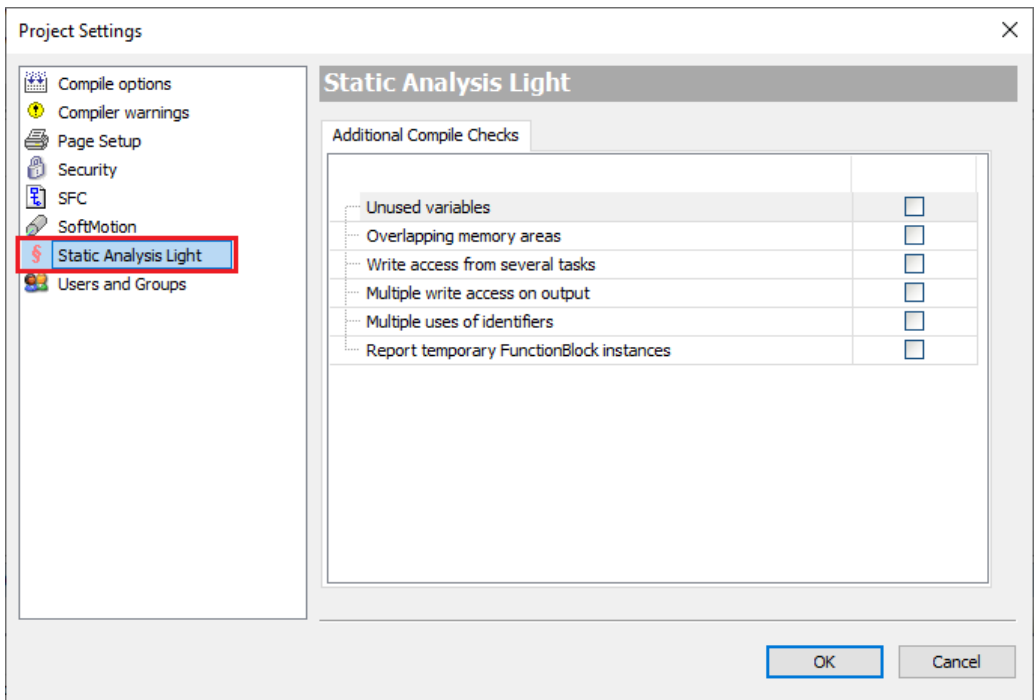 Project Settings
Compile options
Compiler warnings
Page Setup
Security
SFC
SoftMotion
Static Analysis Light
Users and Groups
Static Analysis Light
Additional Compile Checks
Unused variables
Overlapping memory areas
Write access from several tasks
Multiple write access on output
Multiple uses of identifiers
Report temporary FunctionBlock instances
OK
Cancel